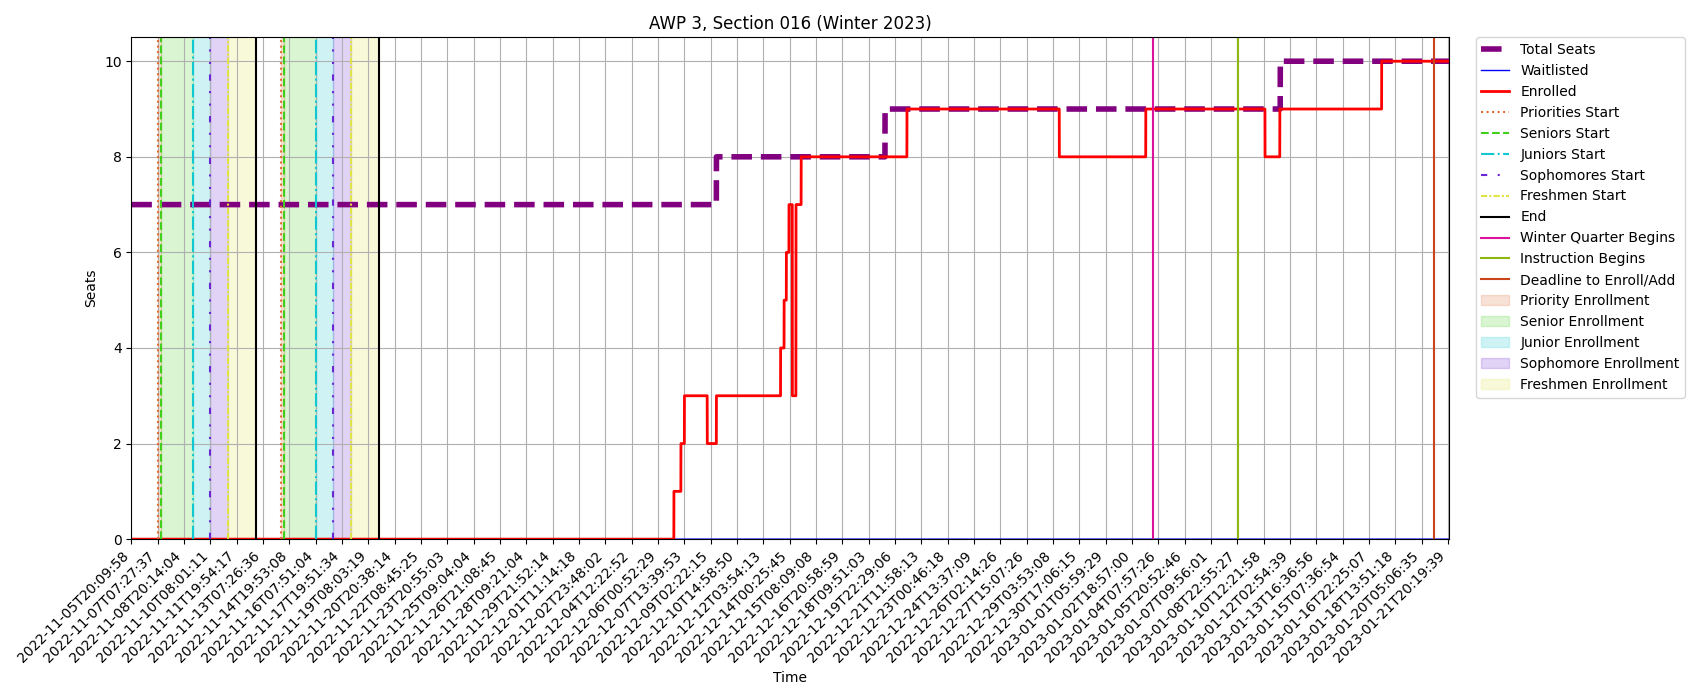 AWP 3, Section 016 (Winter 2023)
Seats
10
8
6
4
2
0
2022-11-05T20:09:58
2022-11-07T07:27:37
2022-11-08T20:14:04
2022-11-10T08:01:11
2022-11-11T19:54:17
2022-11-13T07:26:36
2022-11-14T19:53:08
2022-11-16T07:51:04
2022-11-17T19:51:34
2022-11-19T08:03:19
2022-11-20T20:38:14
2022-11-22T08:45:25
2022-11-23T20:55:03
2022-11-25T09:04:04
2022-11-26T21:08:45
2022-11-28T09:21:04
2022-11-29T21:52:14
2022-12-01T11:14:18
2022-12-02T23:48:02
2022-12-04T12:22:52
2022-12-06T00:52:29
2022-12-07T13:39:53
2022-12-09T02:22:15
2022-12-10T14:58:50
2022-12-12T03:54:13
2022-12-14T00:25:45
2022-12-15T08:09:08
2022-12-16T20:58:59
2022-12-18T09:51:03
2022-12-19T22:29:06
2022-12-21T11:58:13
2022-12-23T00:46:18
2022-12-24T13:37:09
2022-12-26T02:14:26
2022-12-27T15:07:26
2022-12-29T03:53:08
2022-12-30T17:06:15
2023-01-01T05:59:29
2023-01-02T18:57:00
2023-01-04T07:57:26
2023-01-05T20:52:46
2023-01-07T09:56:01
2023-01-08T22:55:27
2023-01-10T12:21:58
2023-01-12T02:54:39
2023-01-13T16:36:56
2023-01-15T07:36:54
2023-01-16T22:25:07
2023-01-18T13:51:18
2023-01-20T05:06:35
2023-01-21T20:19:39
Time
Total Seats
Waitlisted
Enrolled
Priorities Start
Seniors Start
Juniors Start
Sophomores Start
Freshmen Start
End
Winter Quarter Begins
Instruction Begins
Deadline to Enroll/Add
Priority Enrollment
Senior Enrollment
Junior Enrollment
Sophomore Enrollment
Freshmen Enrollment